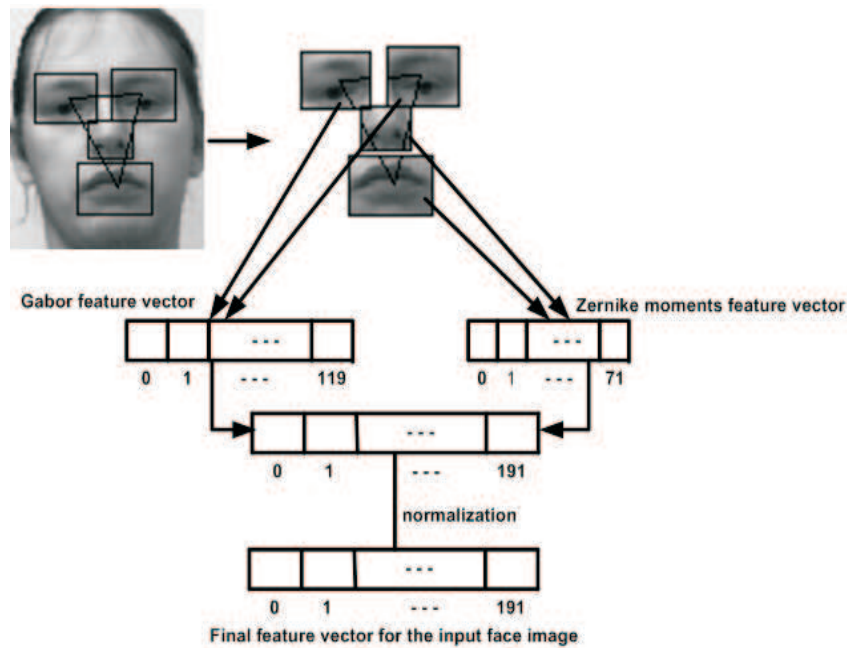 Gabor feature vector
Zernike moments feature vector
- - -
- - -
0 1 - - - 119
0 1 - - - 71
- - -
0 1 - - - 191
normalization
- - -
0 1 - - - 191
Final feature vector for the input face image